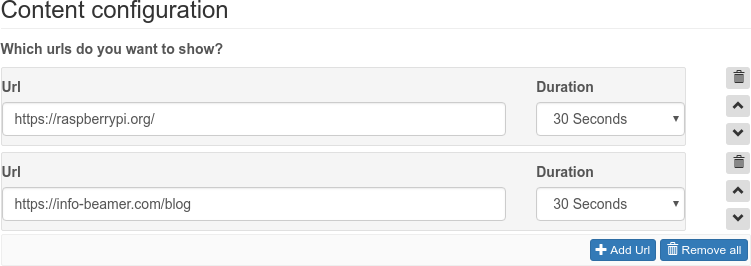 Content configuration
Which urls do you want to show?
Url Duration
https://raspberrypi.org/ 30 Seconds
Url Duration
https://info-beamer.com/blog 30 Seconds
Add Url Remove all